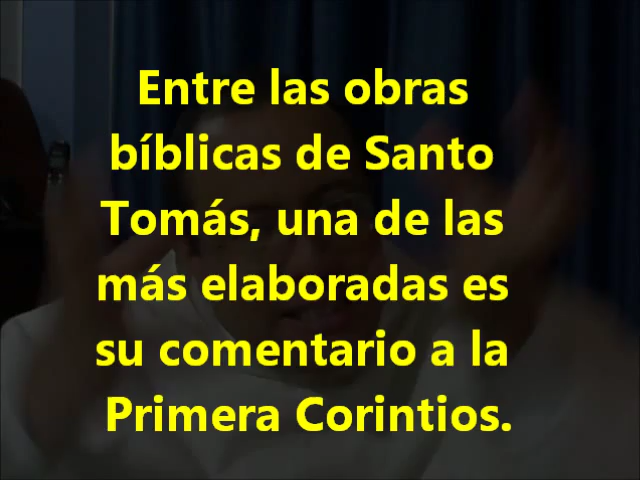 Entre las obras
bíblicas de Santo
Tomás, una de las
más elaboradas es
su comentario a la
Primera Corintios.